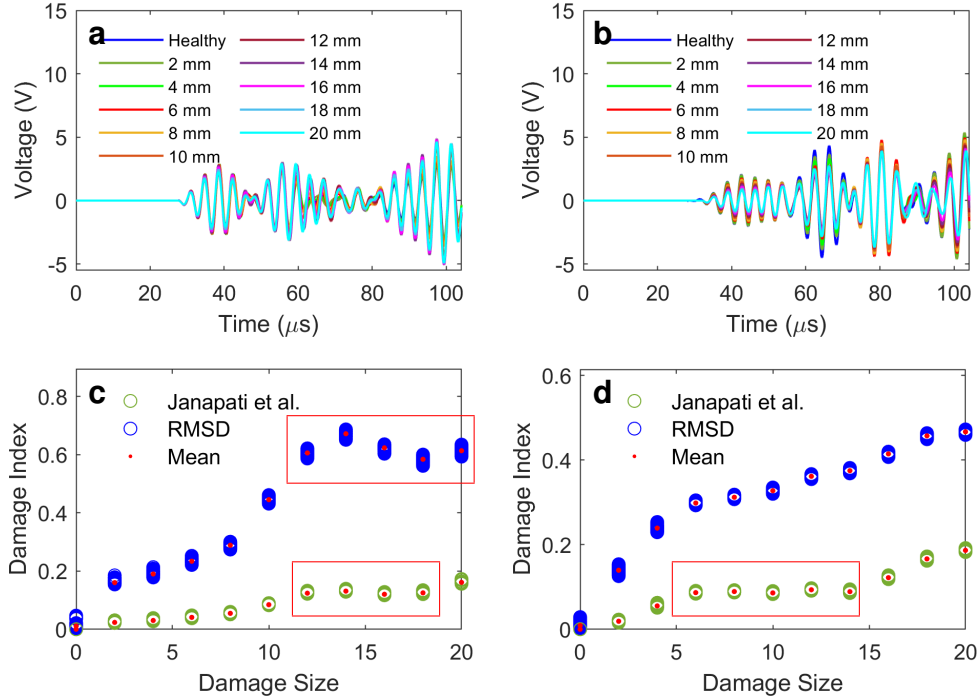 a
Healthy 12 mm
2 mm 14 mm
4 mm 16 mm
6 mm 18 mm
8 mm 20 mm
10 mm
15
10
5
0
-5
Voltage (V)
0 20 40 60 80 100
Time (μs)
b
Healthy 12 mm
2 mm 14 mm
4 mm 16 mm
6 mm 18 mm
8 mm 20 mm
10 mm
15
10
5
0
-5
Voltage (V)
0 20 40 60 80 100
Time (μs)
c
Janapati et al.
RMSD
Mean
0.8
0.6
0.4
0.2
0
Damage Index
0 5 10 15 20
Damage Size
d
Janapati et al.
RMSD
Mean
0.6
0.4
0.2
0
Damage Index
0 5 10 15 20
Damage Size